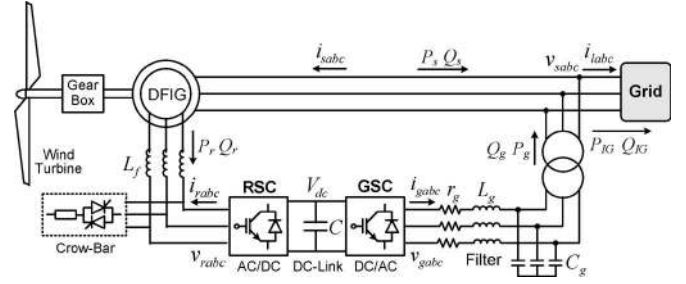 i_sabc
P_s Q_s
v_sabc
i_labc
Gear
Box
DFIG
Grid
Wind
Turbine
L_f
P_r Q_r
Q_g P_g
P_IG Q_IG
i_rabc
RSC
V_dc
GSC
i_gabc
r_g
L_g
C
Crow-Bar
v_rabc
v_gabc
Filter
C_g
AC/DC
DC-Link
DC/AC